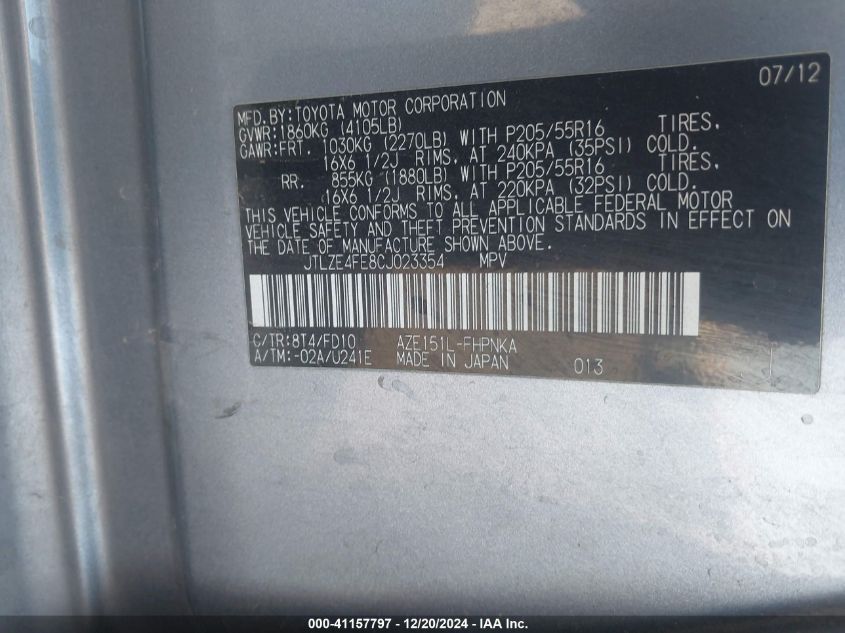 07/12
MFD.BY:TOYOTA MOTOR CORPORATION
GVWR:1860KG (4105LB)
GAWR:FRT. 1030KG (2270LB) WITH P205/55R16 TIRES,
16X6 1/2J RIMS, AT 240KPA (35PSI) COLD.
RR. 855KG (1880LB) WITH P205/55R16 TIRES,
16X6 1/2J RIMS, AT 220KPA (32PSI) COLD.
THIS VEHICLE CONFORMS TO ALL APPLICABLE FEDERAL MOTOR
VEHICLE SAFETY AND THEFT PREVENTION STANDARDS IN EFFECT ON
THE DATE OF MANUFACTURE SHOWN ABOVE.
JTLZE4FE8CJ023354 MPV
C/TR:8T4/FD10 AZE151L-FHPNKA
A/TM:-02A/U241E MADE IN JAPAN 013
000-41157797 - 12/20/2024 - IAA Inc.